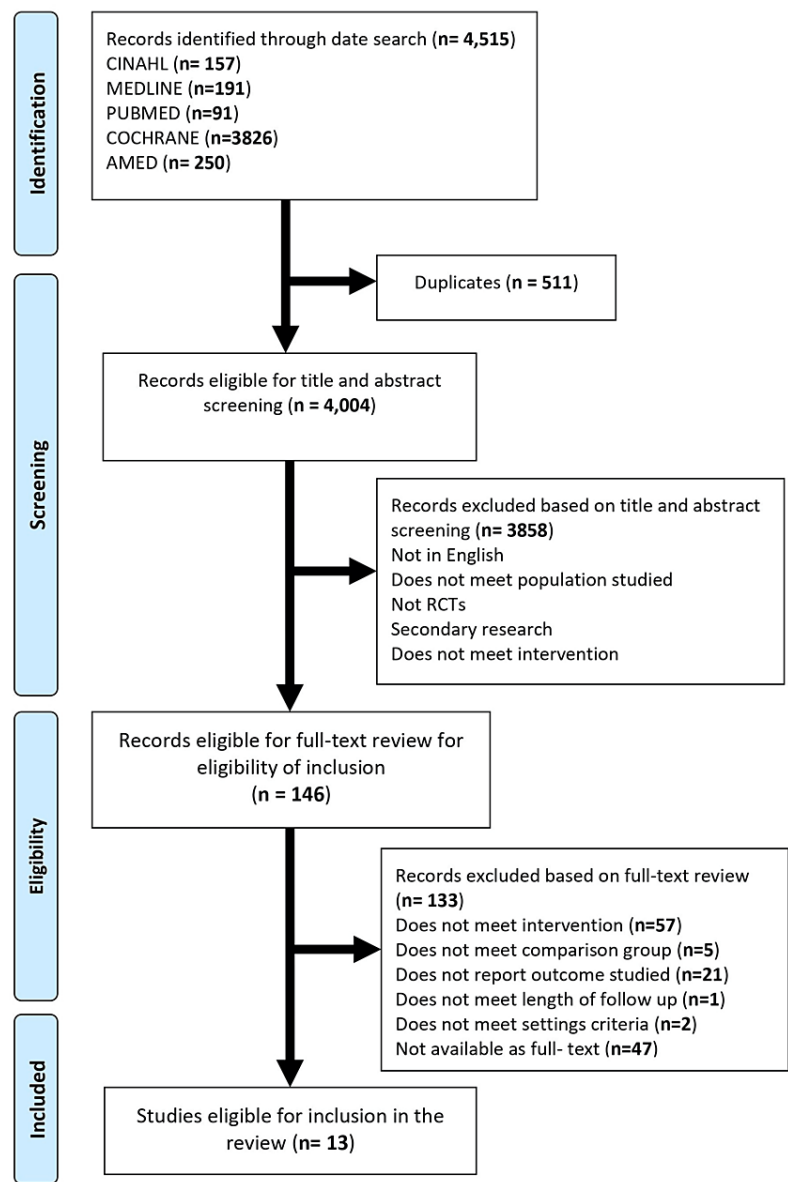 Identification
Records identified through date search (n= 4,515)
CINAHL (n= 157)
MEDLINE (n=191)
PUBMED (n=91)
COCHRANE (n=3826)
AMED (n= 250)
Duplicates (n = 511)
Screening
Records eligible for title and abstract
screening (n = 4,004)
Records excluded based on title and abstract
screening (n= 3858)
Not in English
Does not meet population studied
Not RCTs
Secondary research
Does not meet intervention
Eligibility
Records eligible for full-text review for
eligibility of inclusion
(n = 146)
Records excluded based on full-text review
(n= 133)
Does not meet intervention (n=57)
Does not meet comparison group (n=5)
Does not report outcome studied (n=21)
Does not meet length of follow up (n=1)
Does not meet settings criteria (n=2)
Not available as full- text (n=47)
Included
Studies eligible for inclusion in the
review (n= 13)